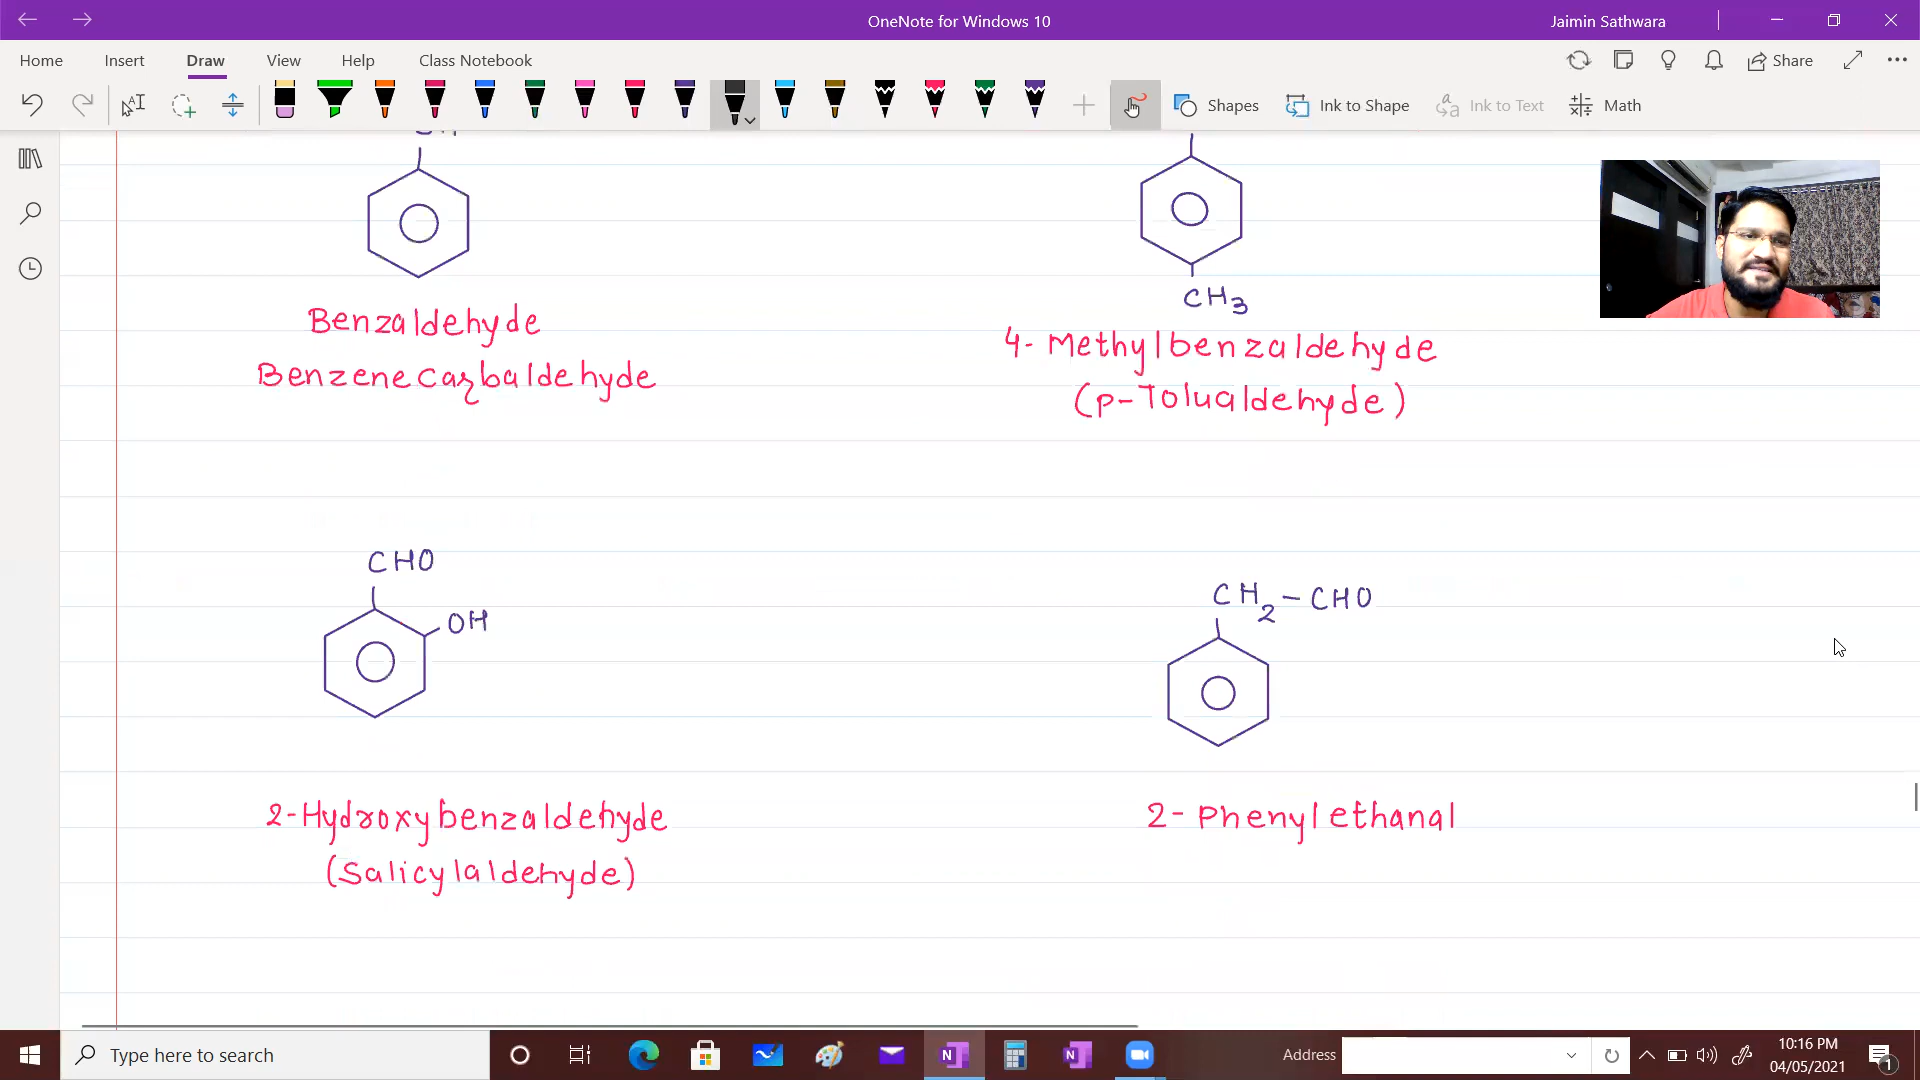 OneNote for Windows 10
Jaimin Sathwara
Home Insert Draw View Help Class Notebook
Share
Shapes Ink to Shape Ink to Text Math
CH3
Benzaldehyde
Benzenecarbaldehyde
4- Methylbenzaldehyde
(p-Tolualdehyde)
CHO
OH
CH2-CHO
2-Hydroxybenzaldehyde
(Salicylaldehyde)
2- Phenylethanal
Type here to search
Address
10:16 PM
04/05/2021
1